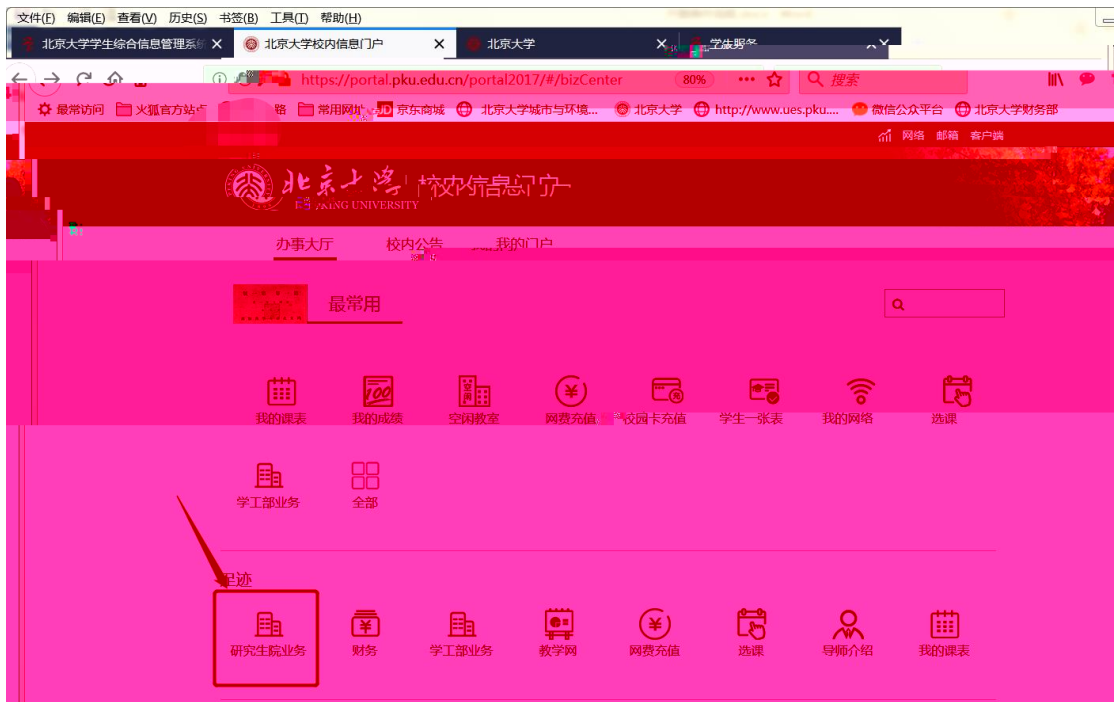 文件(F) 编辑(E) 查看(V) 历史(S) 书签(B) 工具(T) 帮助(H)
北京大学学生综合信息管理系统 × 北京大学校内信息门户 × 北京大学 ×
https://portal.pku.edu.cn/portal2017/#/bizCenter 80% ••• 搜索
最常访问 火狐官方站点 常用网址 JD 京东商城 北京大学城市与环境... 北京大学 http://www.ues.pku.... 微信公众平台 北京大学财务部
网络 邮箱 客户端
北京大学 校内信息门户
UNIVERSITY
办事大厅 校内公告 我的门户
最常用
我的课表 我的成绩 空闲教室 网费充值 校园卡充值 学生一张表 我的网络 选课
学工部业务 全部
足迹
研究生院业务 财务 学工部业务 教学网 网费充值 选课 导师介绍 我的课表